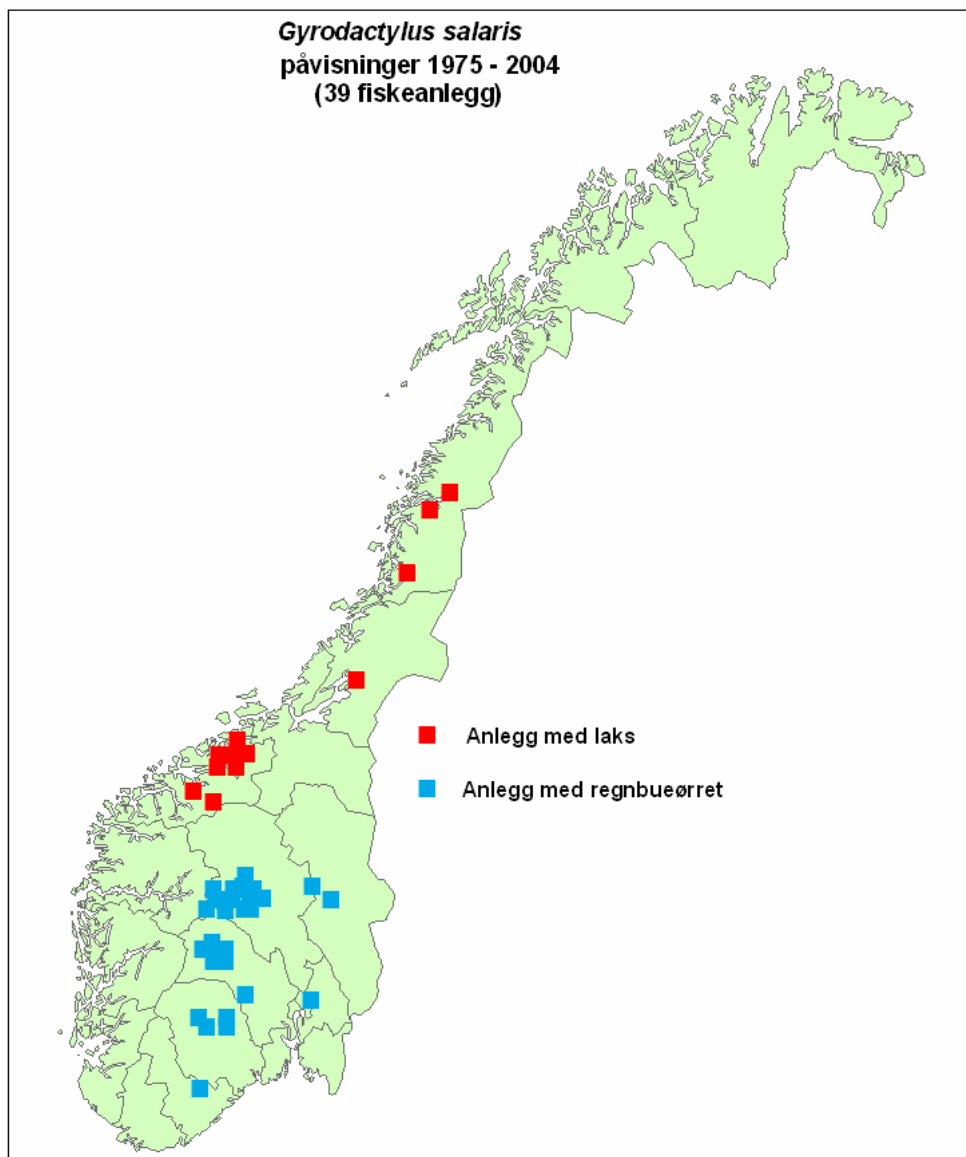 Gyrodactylus salaris
påvisninger 1975 - 2004
(39 fiskeanlegg)
Anlegg med laks
Anlegg med regnbueørret